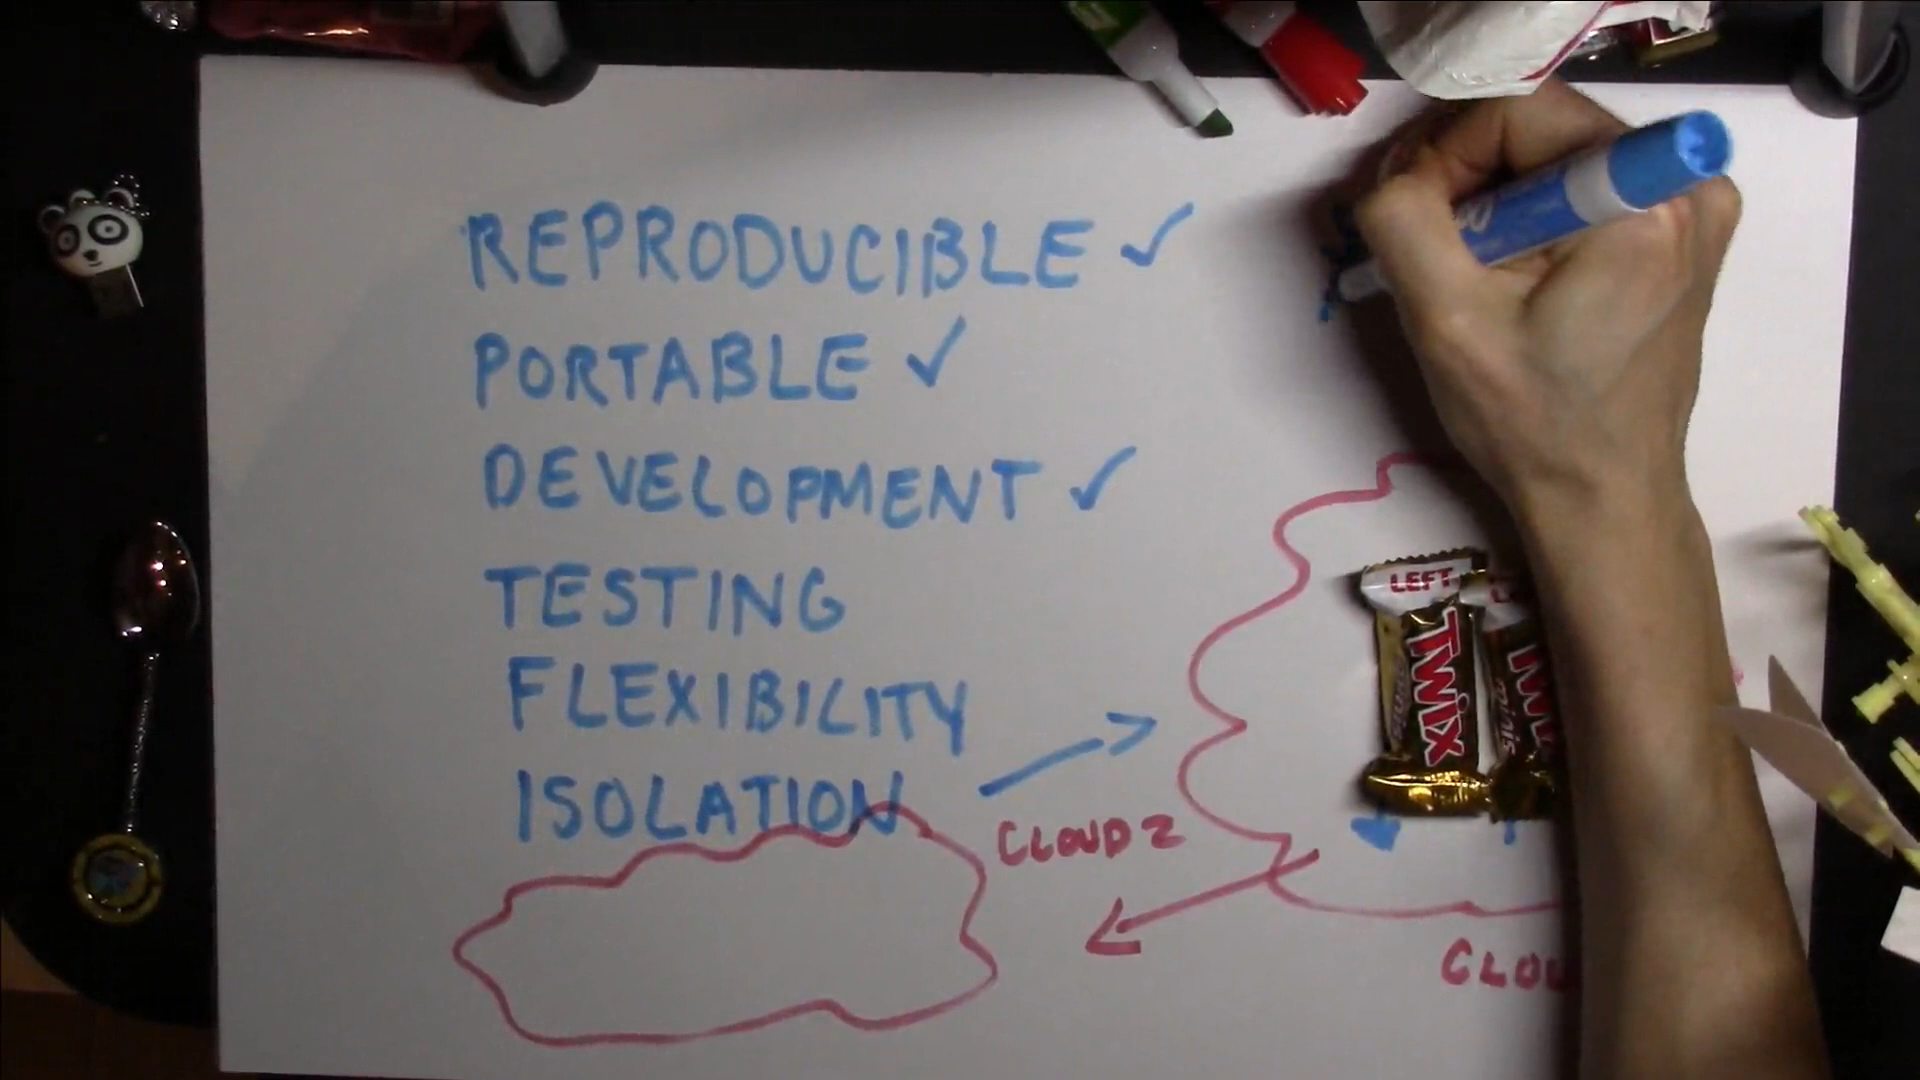 REPRODUCIBLE ✓
PORTABLE ✓
DEVELOPMENT ✓
TESTING
FLEXIBILITY
ISOLATION
LEFT
TWIX
CLOUD 2